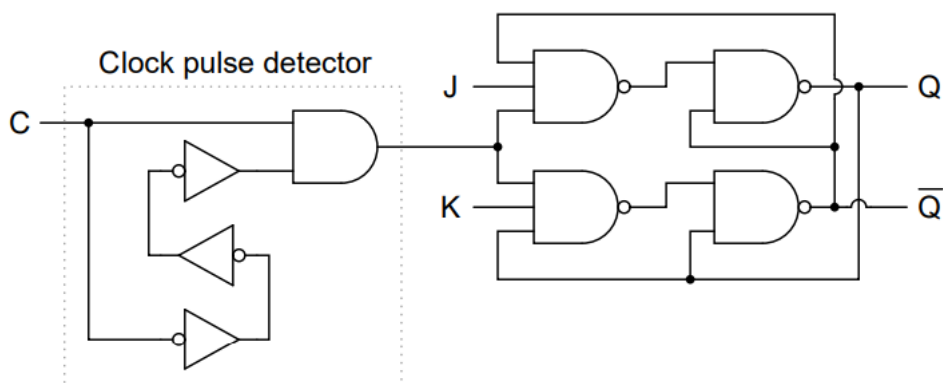 Clock pulse detector
C
J
K
Q
Q̅